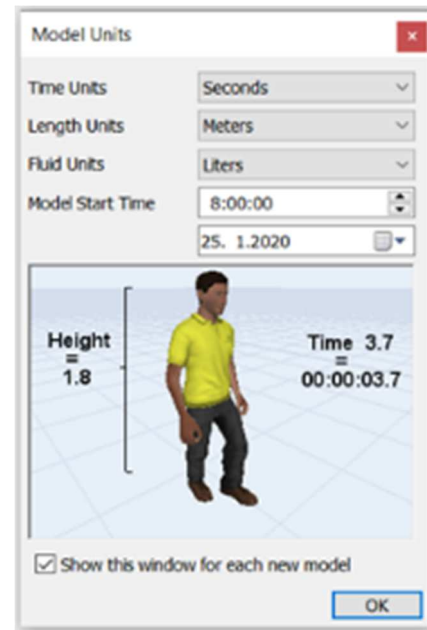 Model Units
Time Units Seconds
Length Units Meters
Fluid Units Liters
Model Start Time 8:00:00
25. 1.2020
Height
=
1.8
Time 3.7
=
00:00:03.7
Show this window for each new model
OK